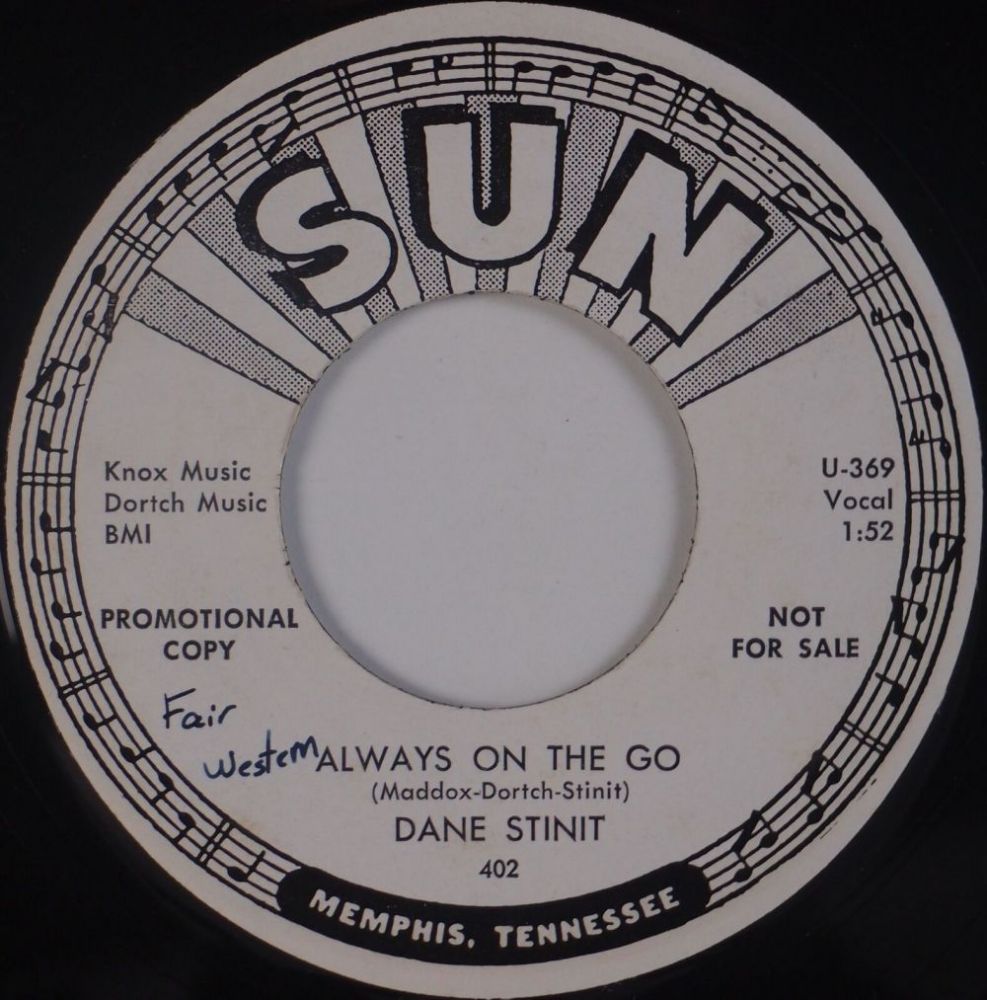 SUN
Knox Music
Dortch Music
BMI
U-369
Vocal
1:52
PROMOTIONAL
COPY
NOT
FOR SALE
Fair
Western
ALWAYS ON THE GO
(Maddox-Dortch-Stinit)
DANE STINIT
402
MEMPHIS, TENNESSEE